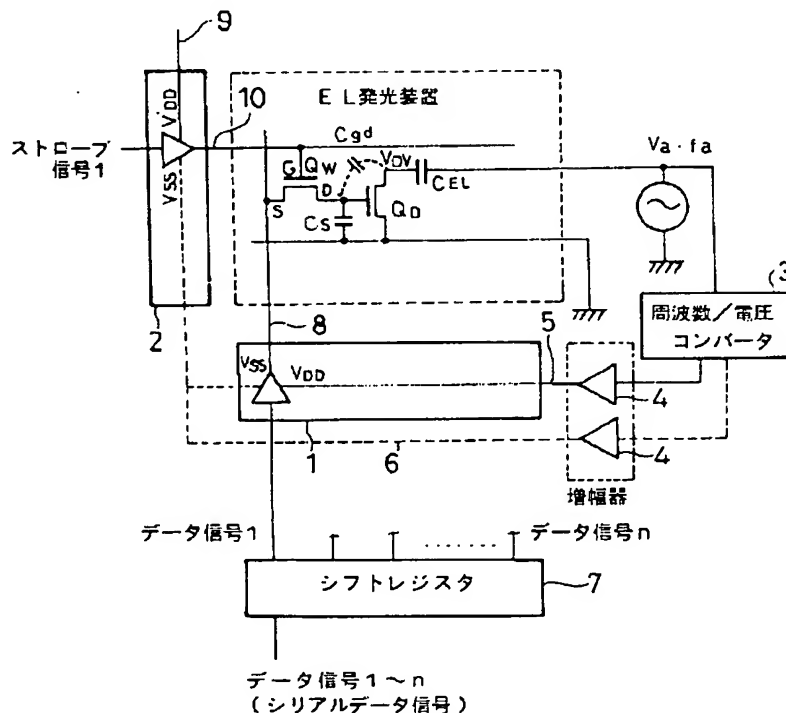 9
VDD
10
EL発光装置
ストローブ
信号1
VSS
Cgd
G
QW
VDV
CEL
Va・fa
S
D
CS
QD
3
2
周波数/電圧
コンバータ
8
5
VSS
VDD
4
1
6
4
増幅器
データ信号1
データ信号n
シフトレジスタ
7
データ信号1~n
(シリアルデータ信号)